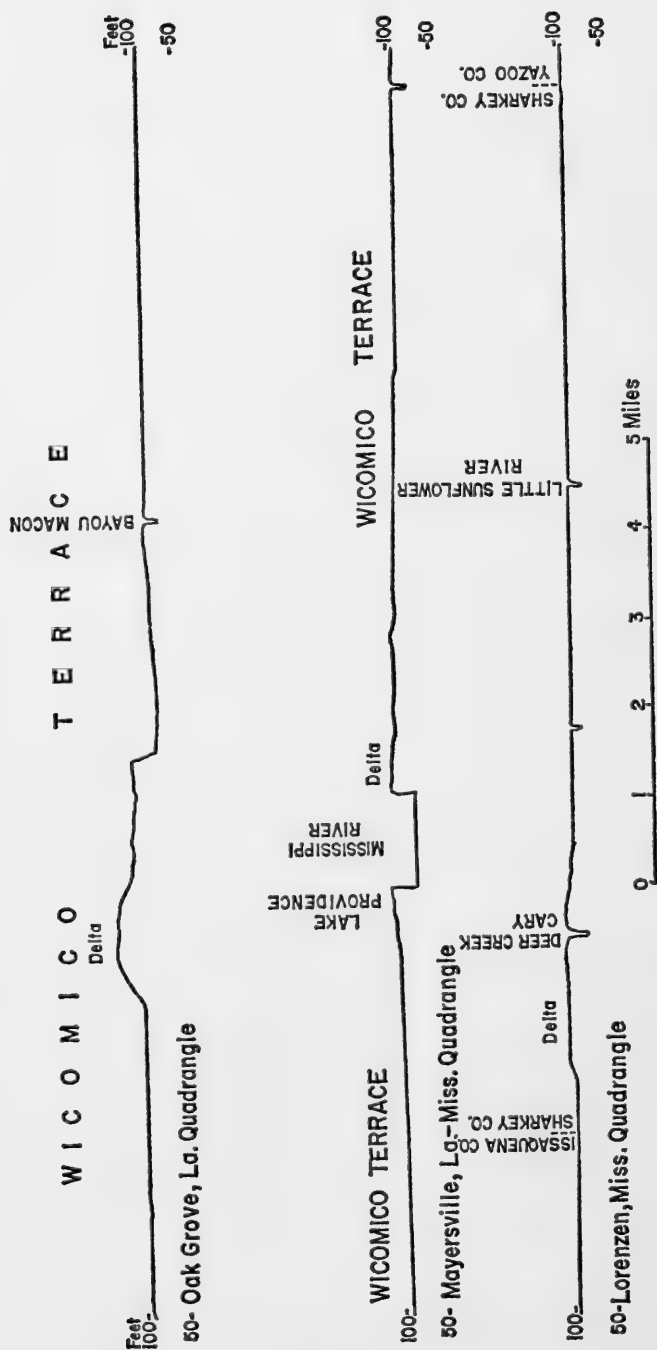 WICOMICO TERRACE
Feet
100-
Delta
BAYOU MACON
Feet
-100
-50
50- Oak Grove, La. Quadrangle
WICOMICO TERRACE
100-
LAKE
PROVIDENCE
MISSISSIPPI
RIVER
Delta
WICOMICO TERRACE
-100
-50
50- Mayersville, La.-Miss. Quadrangle
100-
ISSAQUENA CO.
SHARKEY CO.
Delta
DEER CREEK
CARY
LITTLE SUNFLOWER
RIVER
SHARKEY CO.
YAZOO CO.
-100
-50
50-Lorenzen, Miss. Quadrangle
0 1 2 3 4 5 Miles